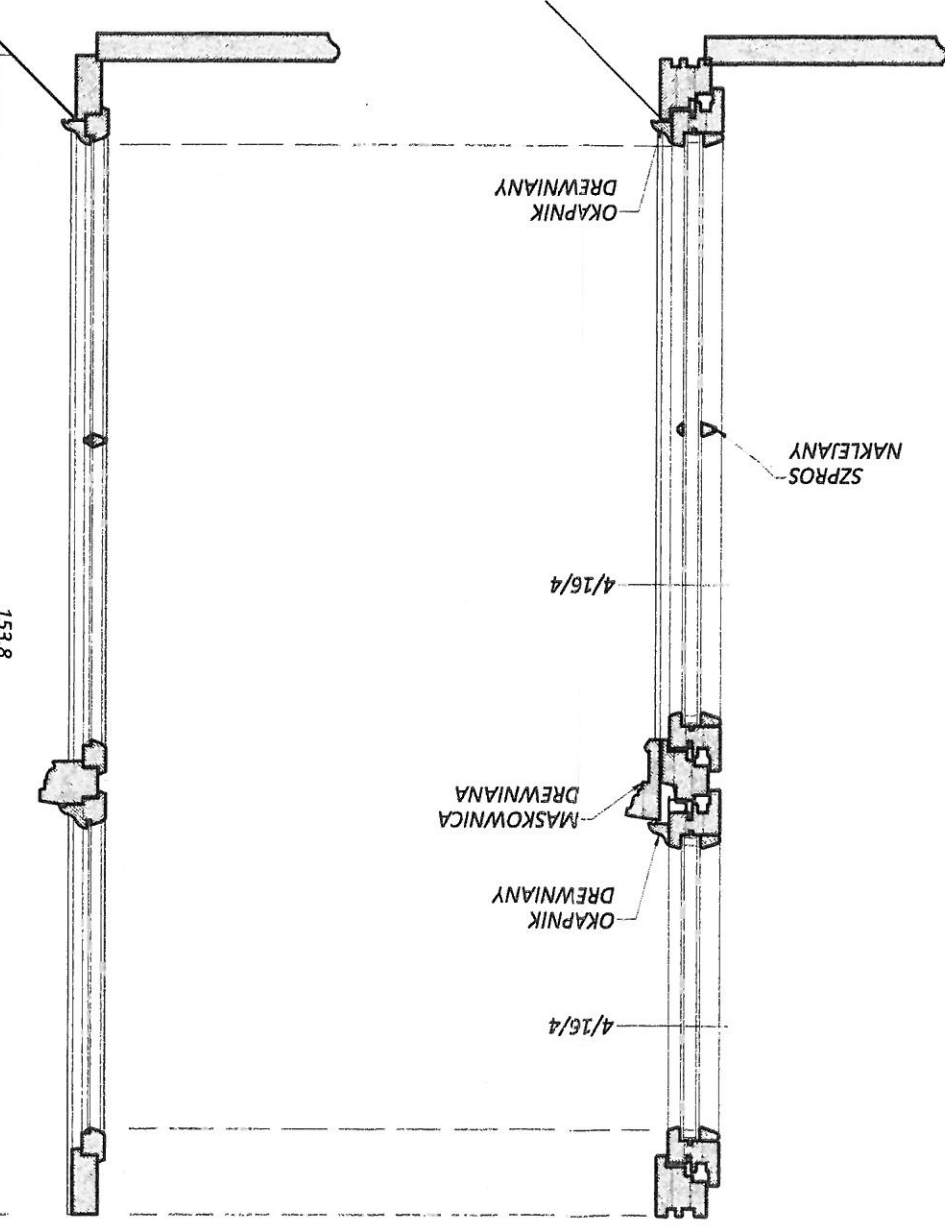 OKAPNIK
DREWNIANY
SZPROS
NAKLEJANY
4/16/4
MASKOWNICA
DREWNIANA
OKAPNIK
DREWNIANY
4/16/4
153,8